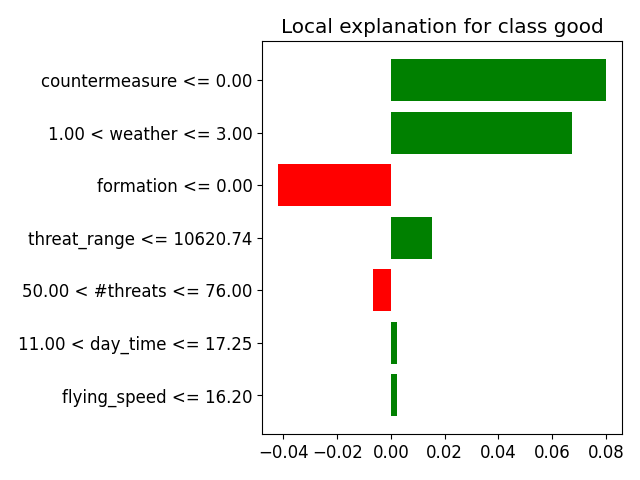 Local explanation for class good
countermeasure <= 0.00
1.00 < weather <= 3.00
formation <= 0.00
threat_range <= 10620.74
50.00 < #threats <= 76.00
11.00 < day_time <= 17.25
flying_speed <= 16.20
−0.04 −0.02 0.00 0.02 0.04 0.06 0.08